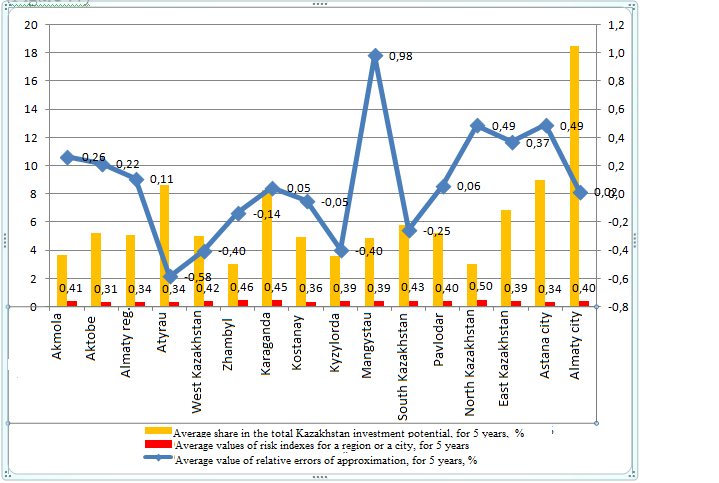 20
18
16
14
12
10
8
6
4
2
0
1,2
1,0
0,8
0,6
0,4
0,2
0,0
-0,2
-0,4
-0,6
-0,8
0,26
0,22
0,11
-0,58
-0,40
-0,14
0,05
-0,05
-0,40
0,98
-0,25
0,06
0,49
0,37
0,49
0,02
0,41 0,31 0,34 0,34 0,42 0,46 0,45 0,36 0,39 0,39 0,43 0,40 0,50 0,39 0,34 0,40
Akmola
Aktobe
Almaty reg.
Atyrau
West Kazakhstan
Zhambyl
Karaganda
Kostanay
Kyzylorda
Mangystau
South Kazakhstan
Pavlodar
North Kazakhstan
East Kazakhstan
Astana city
Almaty city
Average share in the total Kazakhstan investment potential, for 5 years, %
Average values of risk indexes for a region or a city, for 5 years
Average value of relative errors of approximation, for 5 years, %